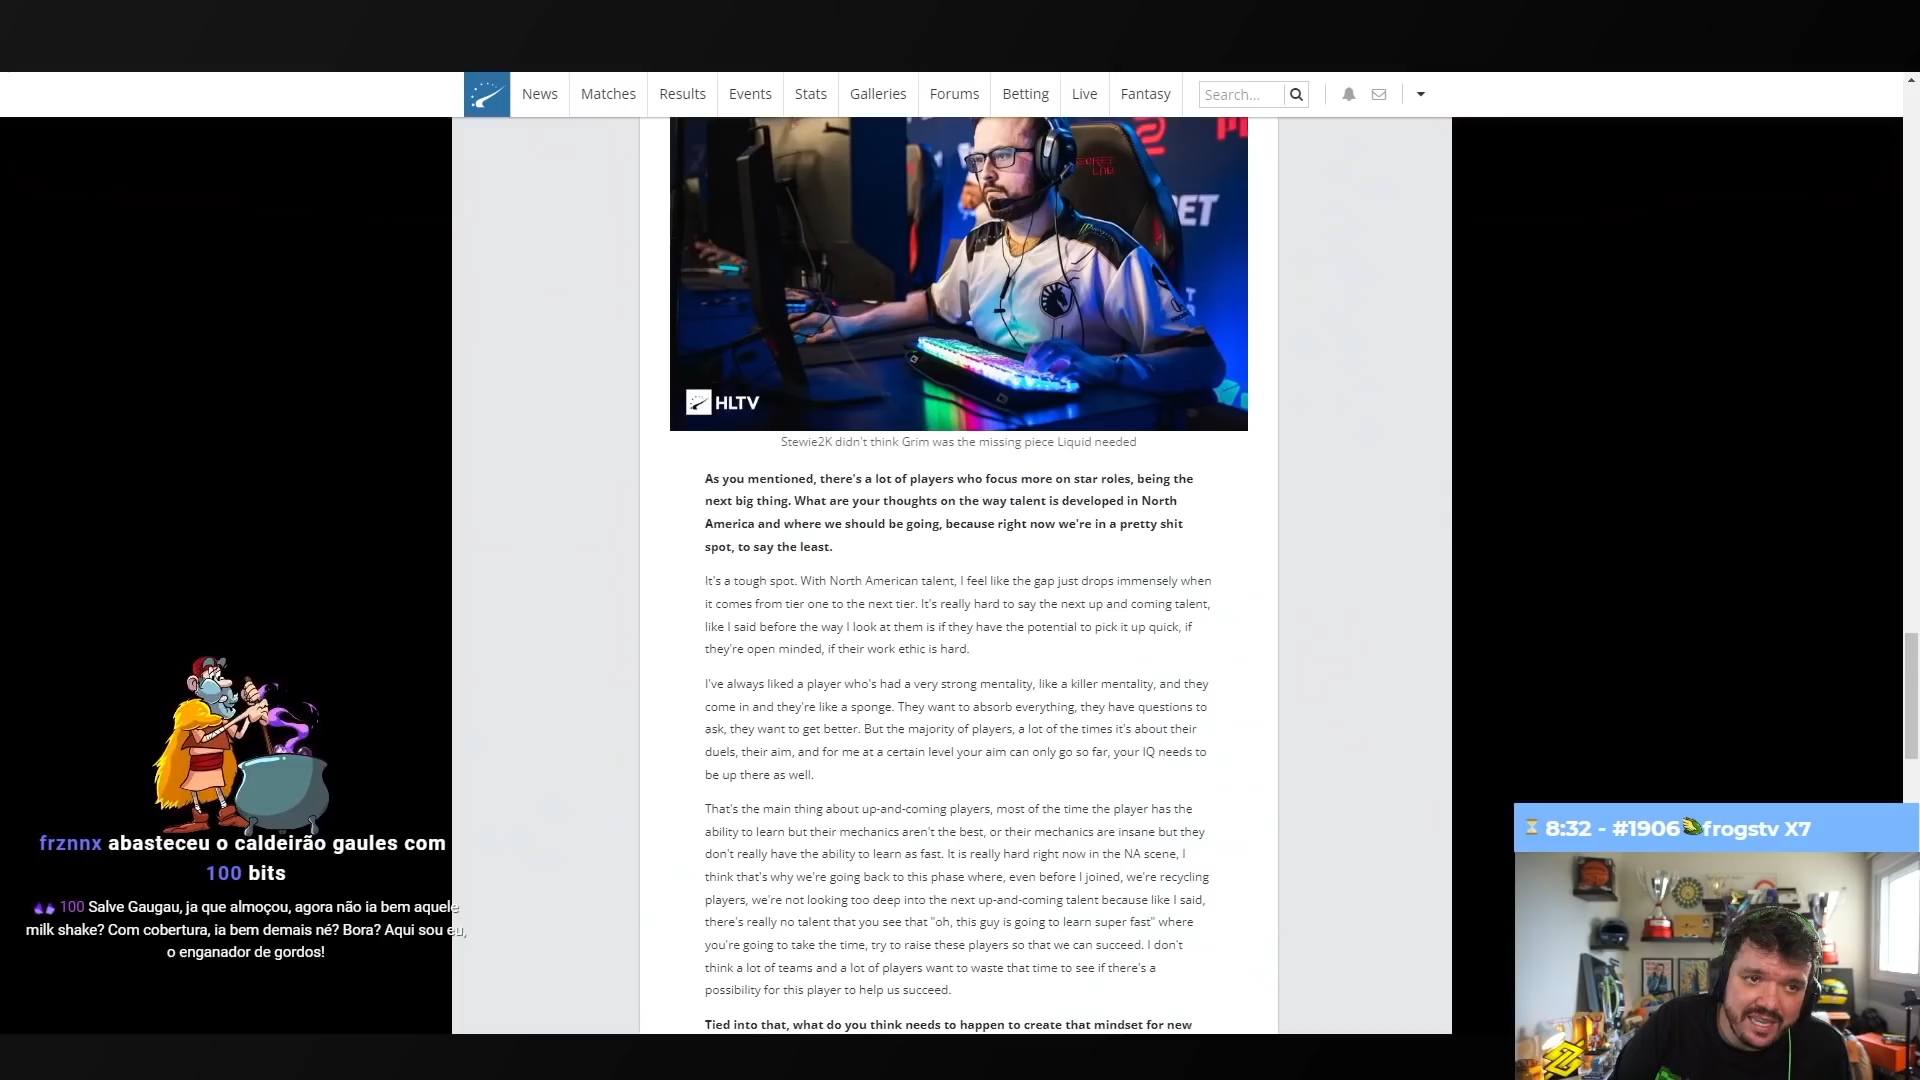 News
Matches
Results
Events
Stats
Galleries
Forums
Betting
Live
Fantasy
Search...
SECRET
LAB
HLTV
Stewie2K didn't think Grim was the missing piece Liquid needed
As you mentioned, there's a lot of players who focus more on star roles, being the
next big thing. What are your thoughts on the way talent is developed in North
America and where we should be going, because right now we're in a pretty shit
spot, to say the least.
It's a tough spot. With North American talent, I feel like the gap just drops immensely when
it comes from tier one to the next tier. It's really hard to say the next up and coming talent,
like I said before the way I look at them is if they have the potential to pick it up quick, if
they're open minded, if their work ethic is hard.
I've always liked a player who's had a very strong mentality, like a killer mentality, and they
come in and they're like a sponge. They want to absorb everything, they have questions to
ask, they want to get better. But the majority of players, a lot of the times it's about their
duels, their aim, and for me at a certain level your aim can only go so far, your IQ needs to
be up there as well.
That's the main thing about up-and-coming players, most of the time the player has the
ability to learn but their mechanics aren't the best, or their mechanics are insane but they
don't really have the ability to learn as fast. It is really hard right now in the NA scene, I
think that's why we're going back to this phase where, even before I joined, we're recycling
players, we're not looking too deep into the next up-and-coming talent because like I said,
there's really no talent that you see that "oh, this guy is going to learn super fast" where
you're going to take the time, try to raise these players so that we can succeed. I don't
think a lot of teams and a lot of players want to waste that time to see if there's a
possibility for this player to help us succeed.
Tied into that, what do you think needs to happen to create that mindset for new
frznnx abasteceu o caldeirão gaules com
100 bits
100 Salve Gaugau, ja que almoçou, agora não ia bem aquele
milk shake? Com cobertura, ia bem demais né? Bora? Aqui sou eu,
o enganador de gordos!
8:32 - #1906 frogstv X7